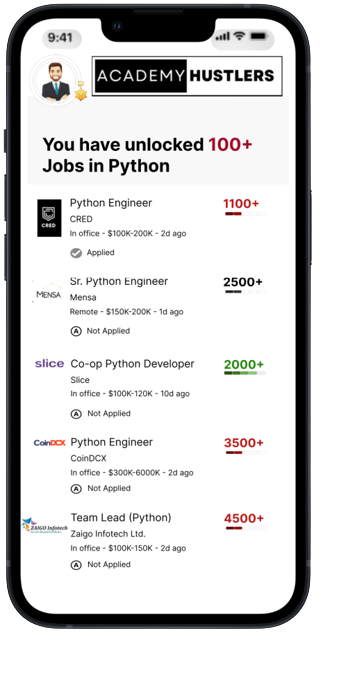 9:41
ACADEMY HUSTLERS
You have unlocked 100+
Jobs in Python
CRED
Python Engineer
1100+
CRED
In office - $100K-200K - 2d ago
Applied
MENSA
Sr. Python Engineer
2500+
Mensa
Remote - $150K-200K - 1d ago
A Not Applied
slice
Co-op Python Developer
2000+
Slice
In office - $100K-120K - 10d ago
A Not Applied
CoinDCX
Python Engineer
3500+
CoinDCX
In office - $300K-6000K - 2d ago
A Not Applied
ZAIGO Infotech
Team Lead (Python)
4500+
Zaigo Infotech Ltd.
In office - $100K-150K - 2d ago
A Not Applied